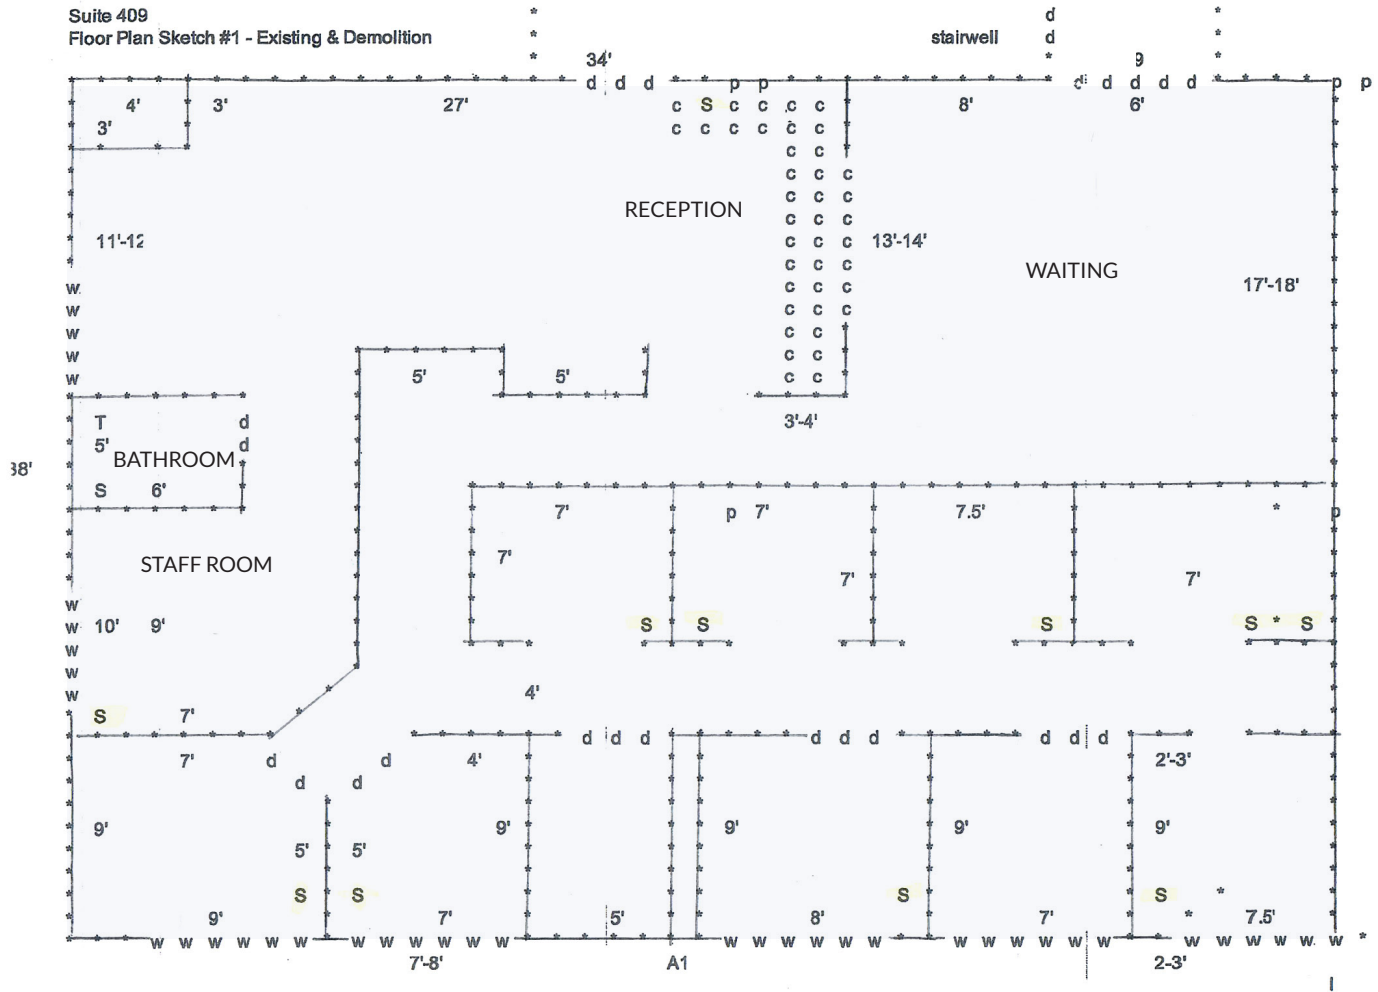 Suite 409
Floor Plan Sketch #1 - Existing & Demolition
stairwell
d
d
34'
9
d d d
p p
d d d d d
p p
4' 3' 27'
c S c c c c
8' 6'
3'
c c c c c c
c c
c c c
c c c
RECEPTION
c c c
11'-12
c c c
13'-14'
WAITING
17'-18'
w
w
w
w
w
c c c
c c c
c c c
c c
c c
c c
5' 5'
3'-4'
T d
5' d
38'
BATHROOM
S 6'
7' p 7' 7.5' p
STAFF ROOM
7' 7' 7'
w
w
w
w
w
10' 9'
S S S S S
4'
S 7'
d d d d d d d d d
7' d d 4' 2'-3'
d d
9' 9' 9' 9' 9'
5' 5'
S S S S
9' 7' 5' 8' 7' 7.5'
w w w w w w w w w w w w w w w w w w w w w w w w w w w w w w
7'-8' A1 2-3'